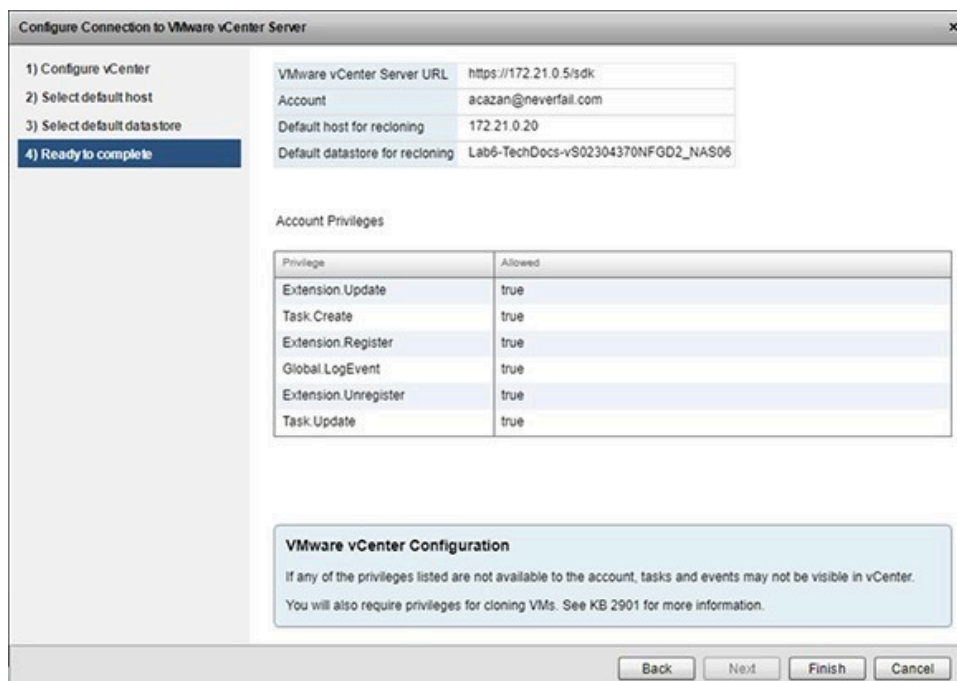 Configure Connection to VMware vCenter Server
x
1) Configure vCenter
2) Select default host
3) Select default datastore
4) Ready to complete
VMware vCenter Server URL https://172.21.0.5/sdk
Account acazan@neverfail.com
Default host for recloning 172.21.0.20
Default datastore for recloning Lab6-TechDocs-vS02304370NFGD2_NAS06
Account Privileges
Privilege Allowed
Extension.Update true
Task.Create true
Extension.Register true
Global.LogEvent true
Extension.Unregister true
Task.Update true
VMware vCenter Configuration
If any of the privileges listed are not available to the account, tasks and events may not be visible in vCenter.
You will also require privileges for cloning VMs. See KB 2901 for more information.
Back Next Finish Cancel